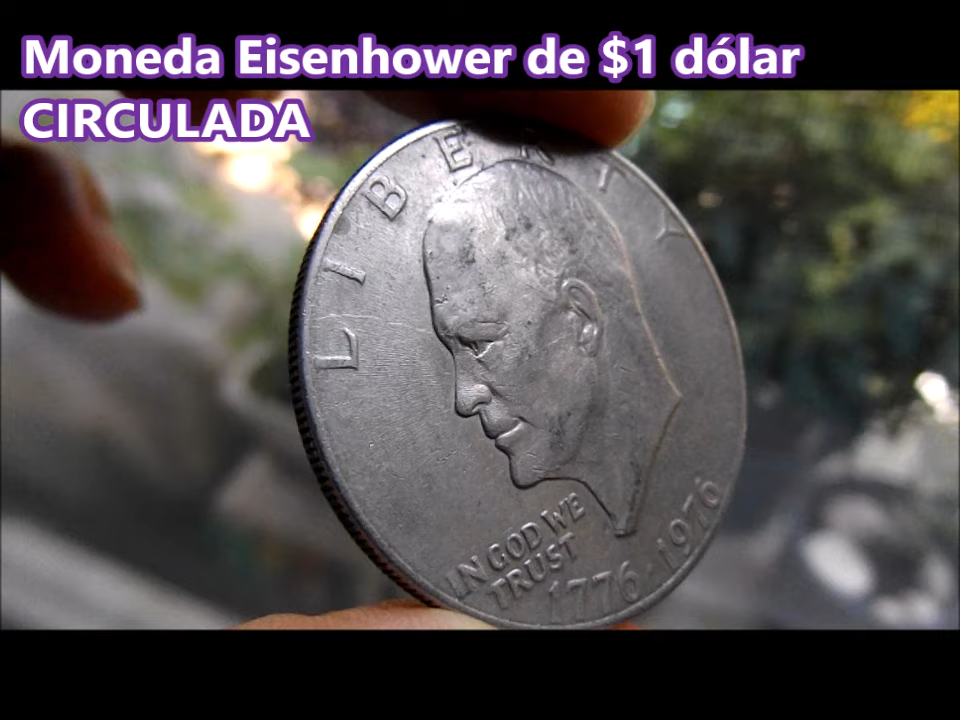 Moneda Eisenhower de $1 dólar
CIRCULADA
LIBERTY
IN GOD WE
TRUST
1776·1976